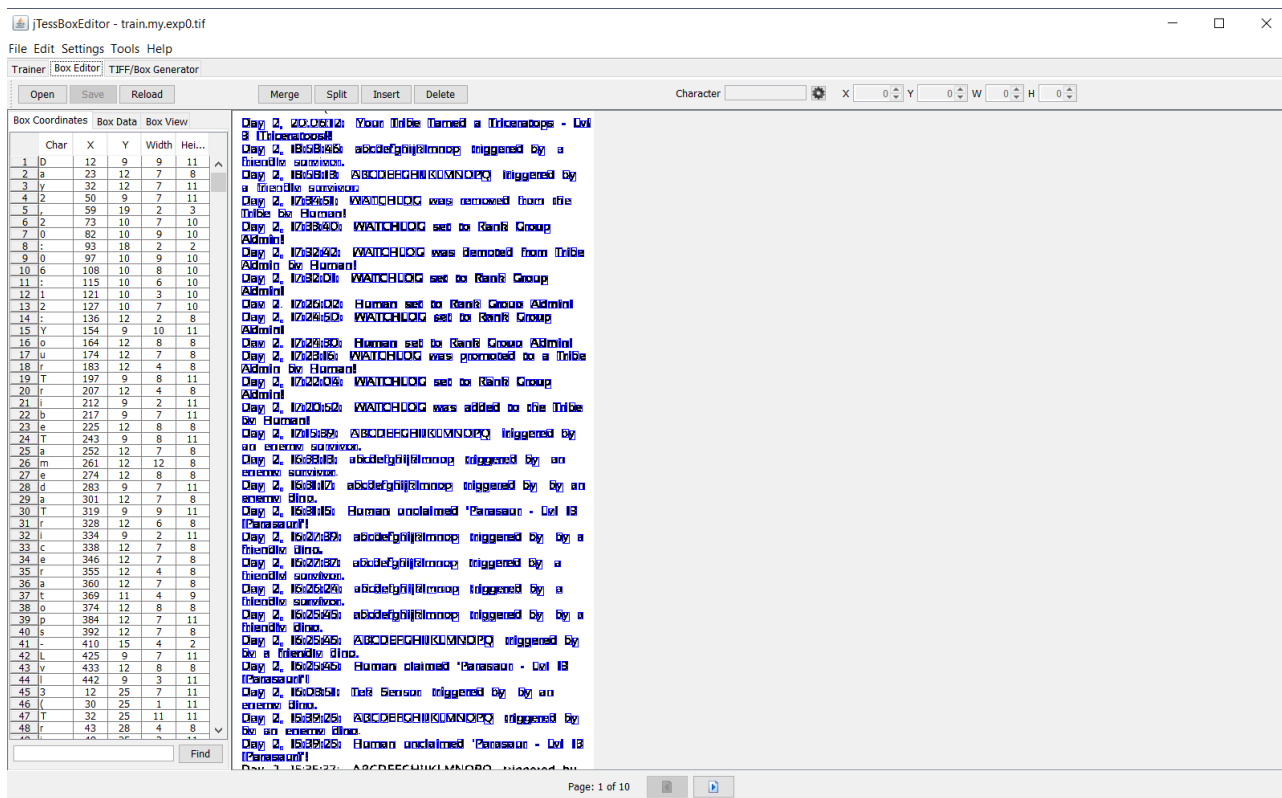 jTessBoxEditor - train.my.exp0.tif
File Edit Settings Tools Help
Trainer Box Editor TIFF/Box Generator
Open Save Reload Merge Split Insert Delete Character X 0 Y 0 W 0 H 0
Box Coordinates Box Data Box View
Char X Y Width Hei...
1 D 12 9 9 11
2 a 23 12 7 8
3 y 32 12 7 11
4 2 50 9 7 11
5 , 59 19 2 3
6 2 73 10 7 10
7 0 82 10 9 10
8 : 93 18 2 2
9 0 97 10 9 10
10 6 108 10 8 10
11 : 115 10 6 10
12 1 121 10 3 10
13 2 127 10 7 10
14 : 136 12 2 8
15 Y 154 9 10 11
16 o 164 12 8 8
17 u 174 12 7 8
18 r 183 12 4 8
19 T 197 9 8 11
20 r 207 12 4 8
21 i 212 9 2 11
22 b 217 9 7 11
23 e 225 12 8 8
24 T 243 9 8 11
25 a 252 12 7 8
26 m 261 12 12 8
27 e 274 12 8 8
28 d 283 9 7 11
29 a 301 12 7 8
30 T 319 9 9 11
31 r 328 12 6 8
32 i 334 9 2 11
33 c 338 12 7 8
34 e 346 12 7 8
35 r 355 12 4 8
36 a 360 12 7 8
37 t 369 11 4 9
38 o 374 12 8 8
39 p 384 12 7 11
40 s 392 12 7 8
41 - 410 15 4 2
42 L 425 9 7 11
43 v 433 12 8 8
44 l 442 9 3 11
45 3 12 25 7 11
46 ( 30 25 1 11
47 T 32 25 11 11
48 r 43 28 4 8
Find
Day 2, 20:06:12: Your Tribe Tamed a Triceratops - Lvl
3 (Triceratops)!
Day 2, 18:58:46: abcdefghijklmnop triggered by a
friendly survivor.
Day 2, 18:58:13: ABCDEFGHIJKLMNOPQ triggered by
a friendly survivor.
Day 2, 17:34:51: WATCHLOG was removed from the
Tribe by Human!
Day 2, 17:33:40: WATCHLOG set to Rank Group
Admin!
Day 2, 17:32:42: WATCHLOG was demoted from Tribe
Admin by Human!
Day 2, 17:32:01: WATCHLOG set to Rank Group
Admin!
Day 2, 17:26:02: Human set to Rank Group Admin!
Day 2, 17:24:50: WATCHLOG set to Rank Group
Admin!
Day 2, 17:24:30: Human set to Rank Group Admin!
Day 2, 17:23:16: WATCHLOG was promoted to a Tribe
Admin by Human!
Day 2, 17:22:04: WATCHLOG set to Rank Group
Admin!
Day 2, 17:20:52: WATCHLOG was added to the Tribe
by Human!
Day 2, 17:15:39: ABCDEFGHIJKLMNOPQ triggered by
an enemy survivor.
Day 2, 16:33:13: abcdefghijklmnop triggered by an
enemy survivor.
Day 2, 16:31:17: abcdefghijklmnop triggered by by an
enemy dino.
Day 2, 16:31:15: Human unclaimed 'Parasaur - Lvl 13
(Parasaur)'!
Day 2, 16:27:39: abcdefghijklmnop triggered by by a
friendly dino.
Day 2, 16:27:37: abcdefghijklmnop triggered by a
friendly survivor.
Day 2, 16:26:24: abcdefghijklmnop triggered by a
friendly survivor.
Day 2, 16:25:45: abcdefghijklmnop triggered by by a
friendly dino.
Day 2, 16:25:45: ABCDEFGHIJKLMNOPQ triggered by
by a friendly dino.
Day 2, 16:25:45: Human claimed 'Parasaur - Lvl 13
(Parasaur)'!
Day 2, 16:03:51: Tek Sensor triggered by by an
enemy dino.
Day 2, 15:39:26: ABCDEFGHIJKLMNOPQ triggered by
by an enemy dino.
Day 2, 15:39:25: Human unclaimed 'Parasaur - Lvl 13
(Parasaur)'!
Page: 1 of 10